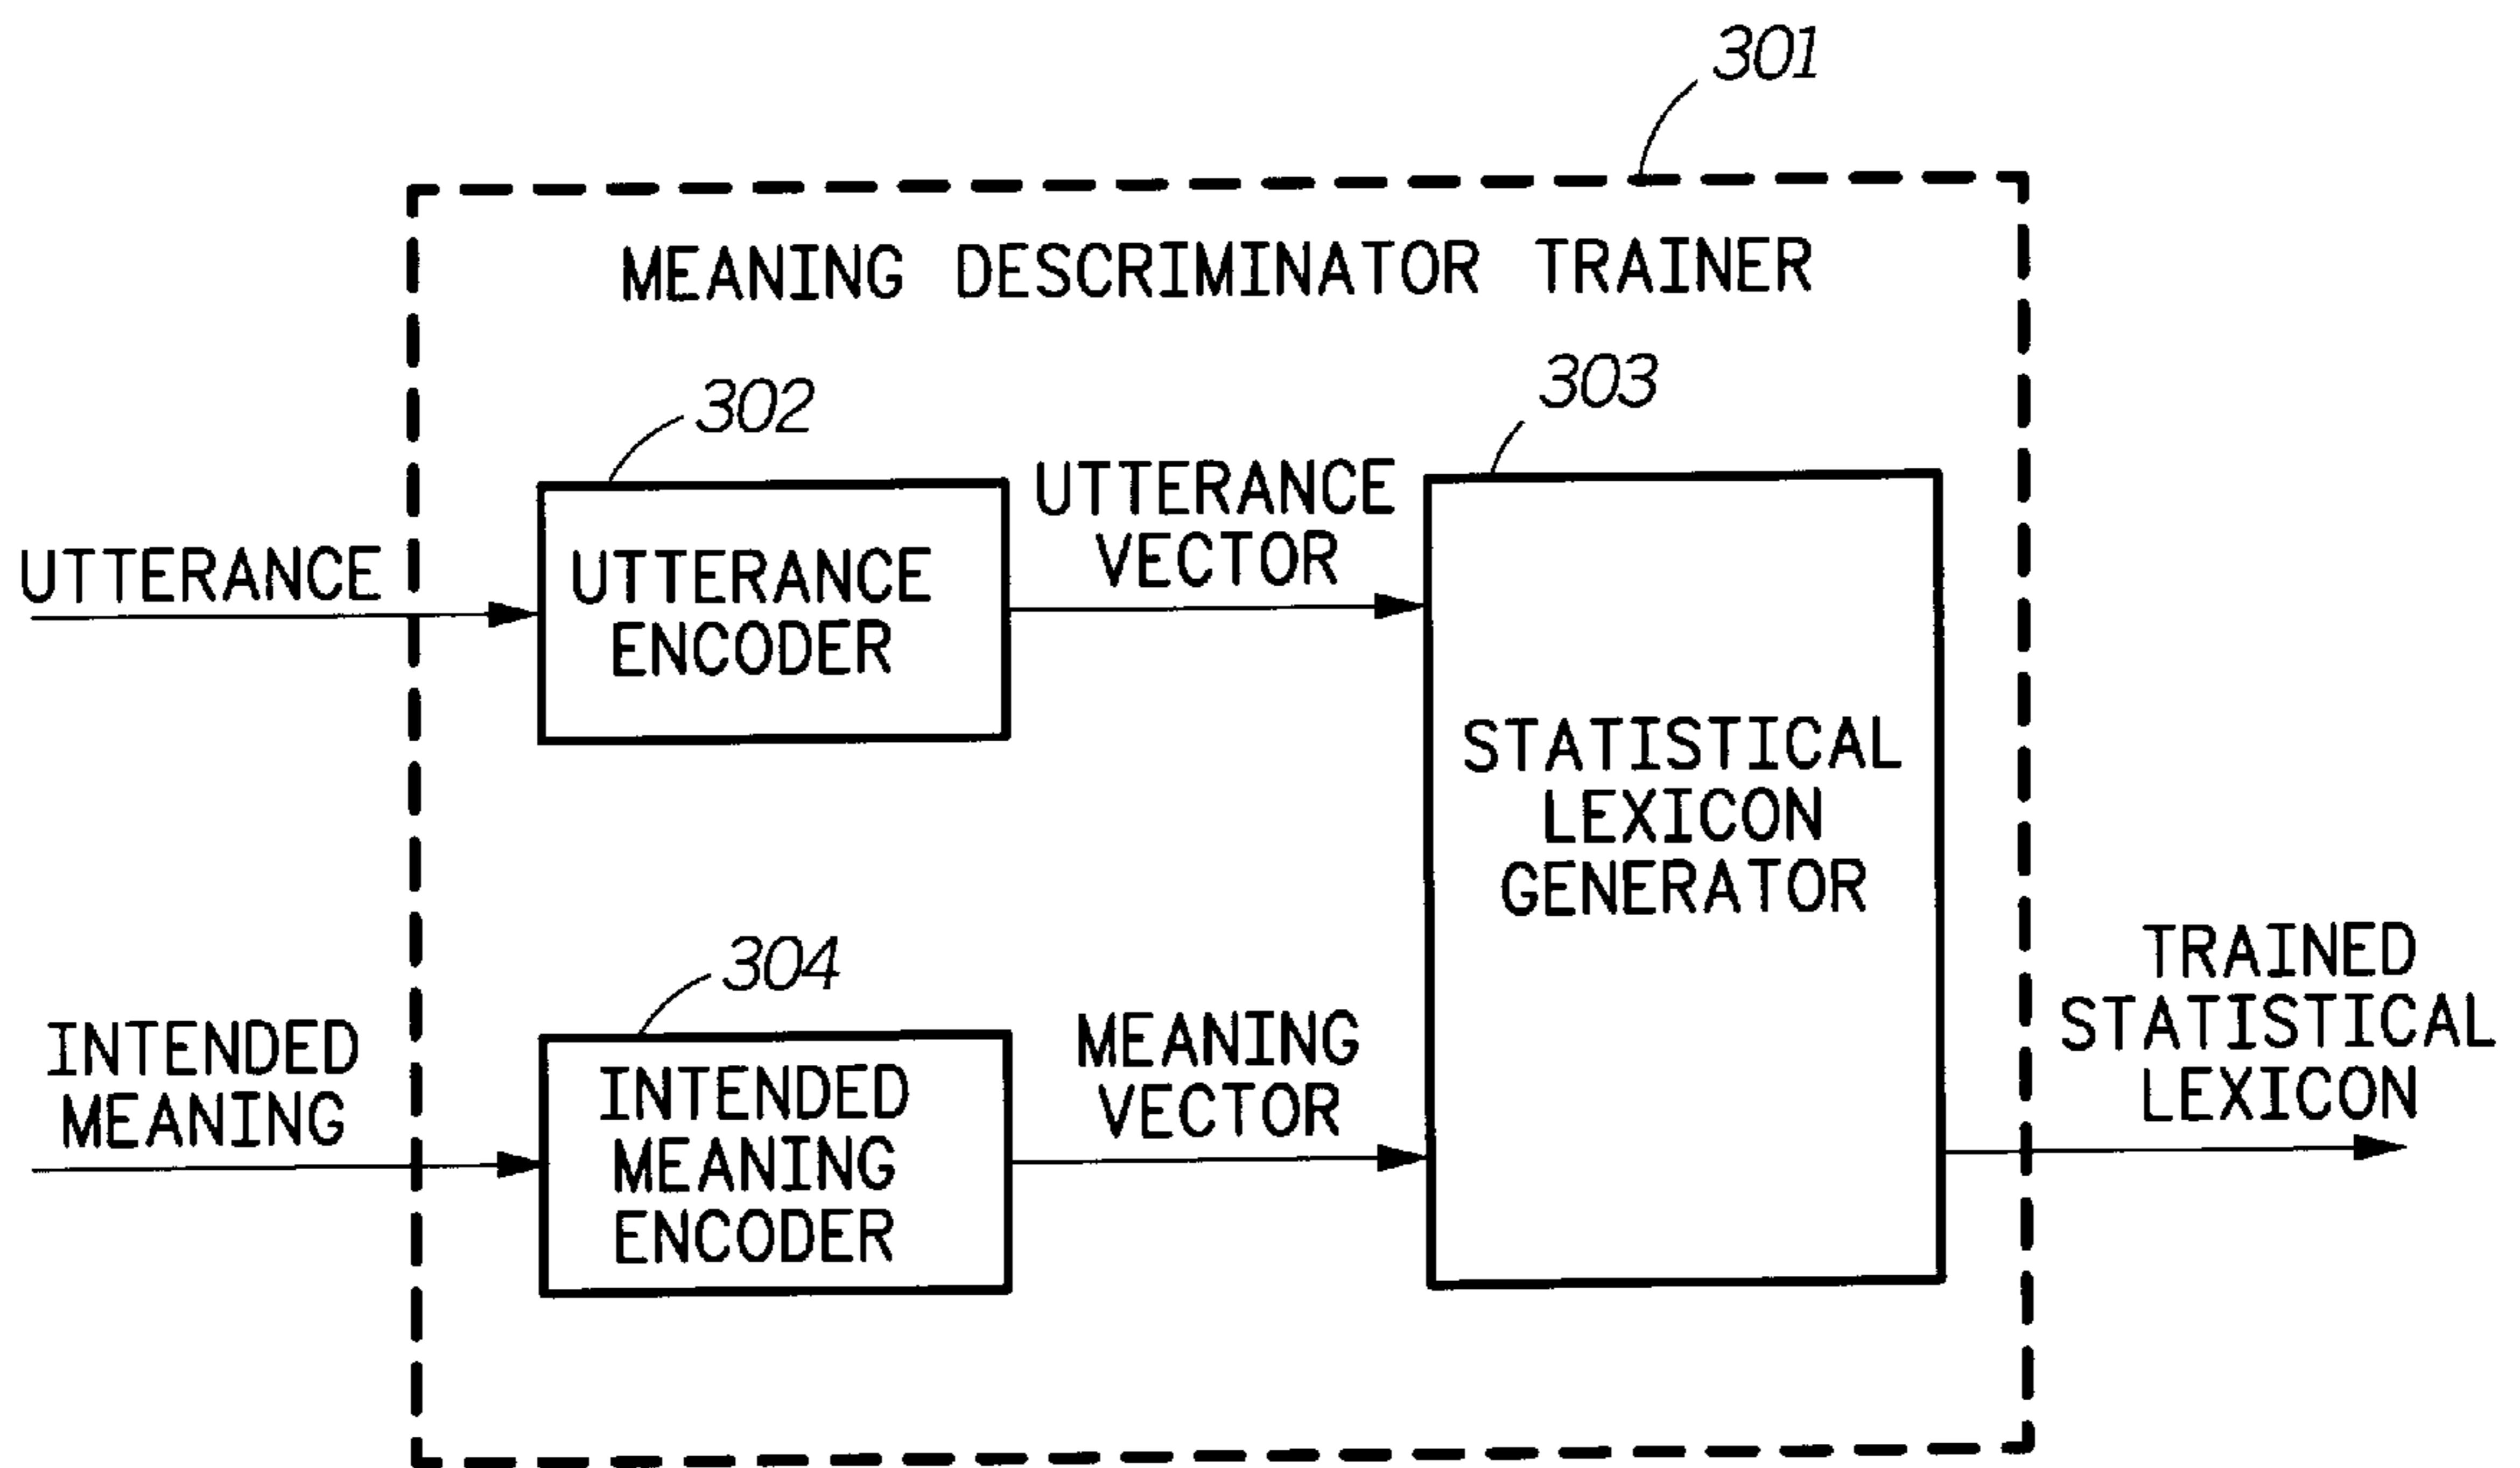 301
MEANING DESCRIMINATOR TRAINER
302
303
UTTERANCE
UTTERANCE
ENCODER
UTTERANCE
VECTOR
STATISTICAL
LEXICON
GENERATOR
304
INTENDED
MEANING
INTENDED
MEANING
ENCODER
MEANING
VECTOR
TRAINED
STATISTICAL
LEXICON